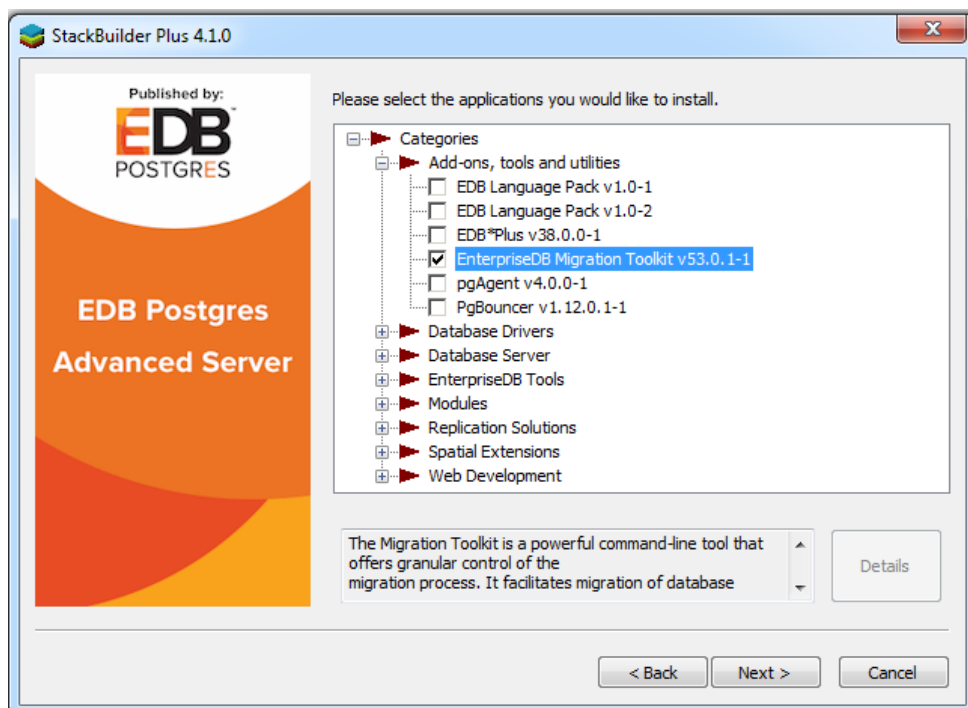 StackBuilder Plus 4.1.0
Published by:
EDB™
POSTGRES
EDB Postgres
Advanced Server
Please select the applications you would like to install.
Categories
Add-ons, tools and utilities
EDB Language Pack v1.0-1
EDB Language Pack v1.0-2
EDB*Plus v38.0.0-1
EnterpriseDB Migration Toolkit v53.0.1-1
pgAgent v4.0.0-1
PgBouncer v1.12.0.1-1
Database Drivers
Database Server
EnterpriseDB Tools
Modules
Replication Solutions
Spatial Extensions
Web Development
The Migration Toolkit is a powerful command-line tool that
offers granular control of the
migration process. It facilitates migration of database
Details
< Back
Next >
Cancel